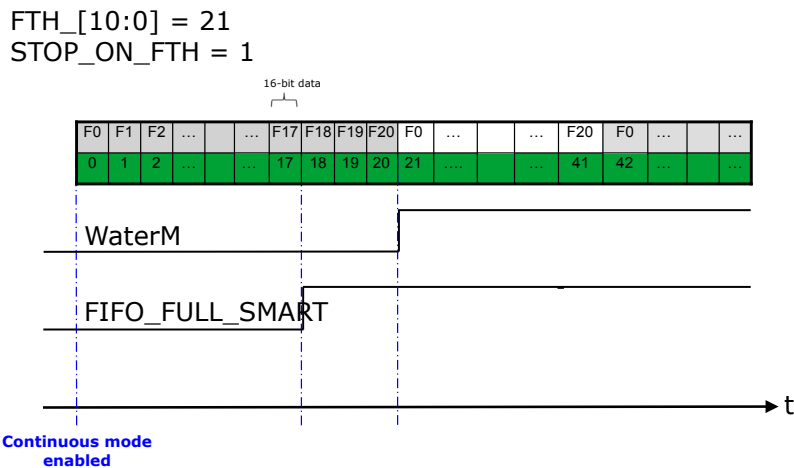 FTH_[10:0] = 21
STOP_ON_FTH = 1
16-bit data
F0 F1 F2 … … F17 F18 F19 F20 F0 … … F20 F0 … …
0 1 2 … … 17 18 19 20 21 .... … 41 42 … …
WaterM
FIFO_FULL_SMART
t
Continuous mode
enabled